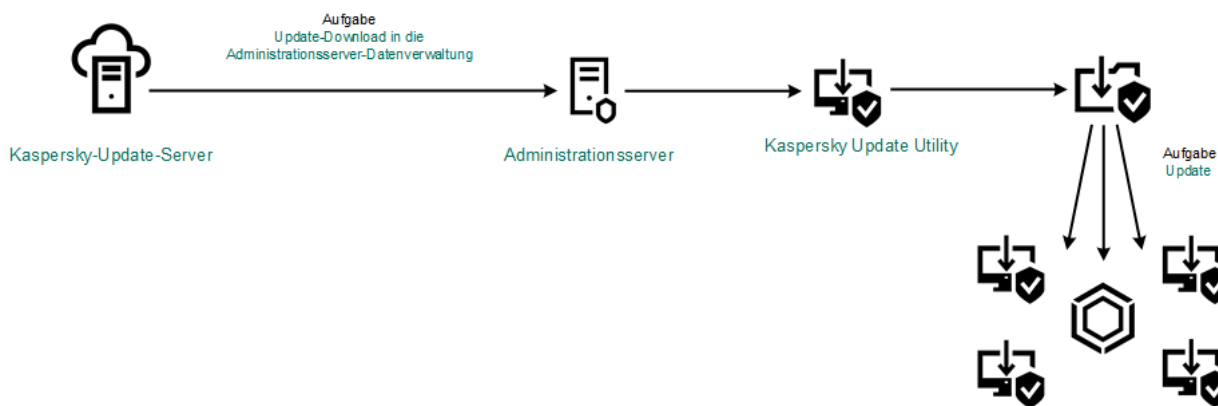 Aufgabe
Update-Download in die
Administrationsserver-Datenverwaltung
Kaspersky-Update-Server
Administrationsserver
Kaspersky Update Utility
Aufgabe
Update